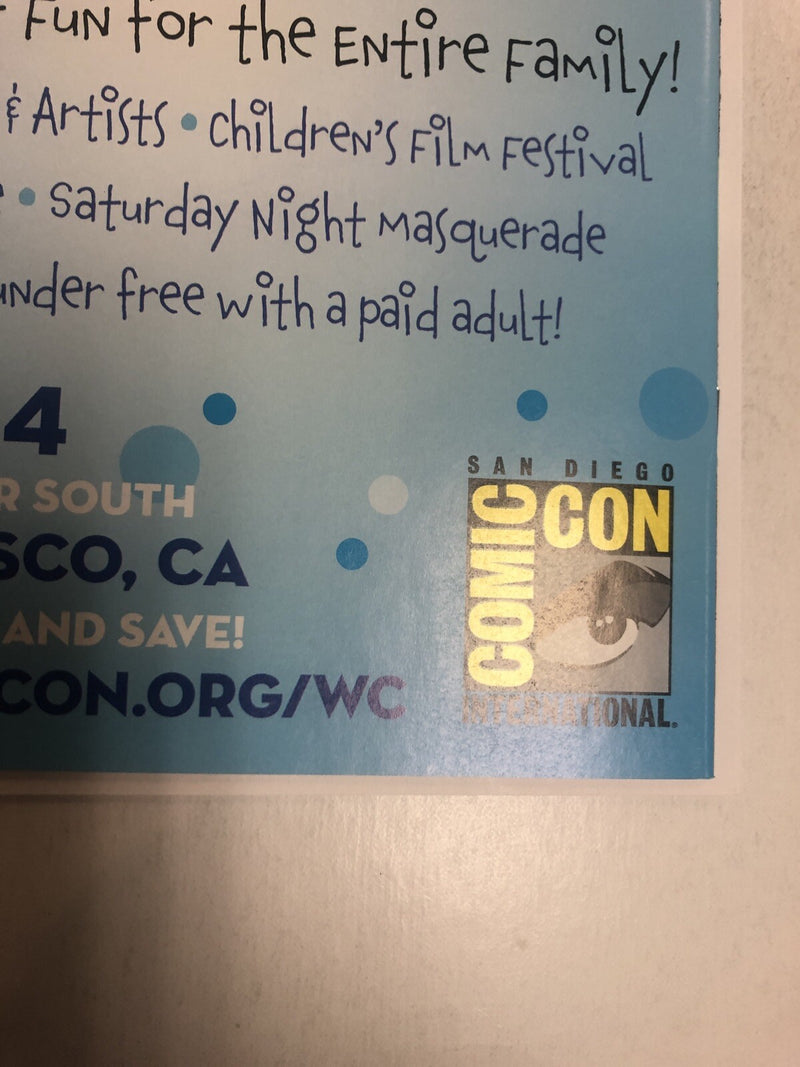 FUN for the ENtire FaMily!
& Artists • children's Film Festival
• Saturday Night Masquerade
under free with a paid adult!
4
R SOUTH
SCO, CA
AND SAVE!
CON.ORG/WC
SAN DIEGO
COMIC CON
INTERNATIONAL.